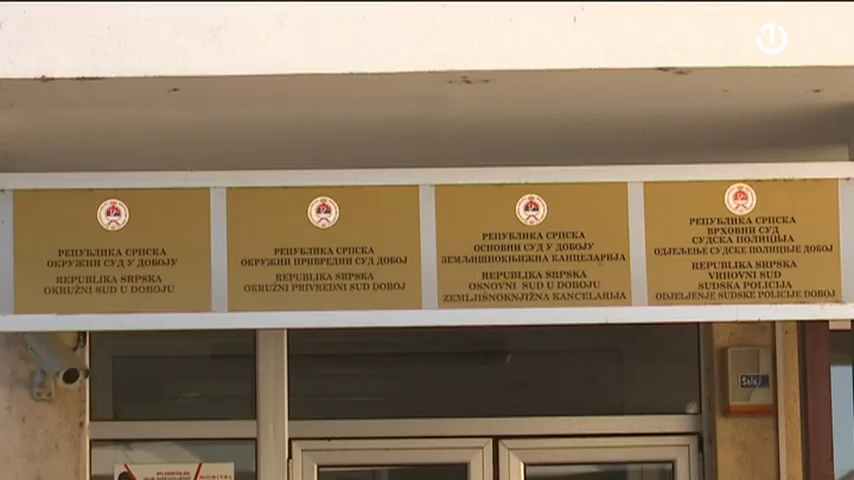 1
РЕПУБЛИКА СРПСКА
ОКРУЖНИ СУД У ДОБОЈУ
REPUBLIKA SRPSKA
OKRUŽNI SUD U DOBOJU
РЕПУБЛИКА СРПСКА
ОКРУЖНИ ПРИВРЕДНИ СУД ДОБОЈ
REPUBLIKA SRPSKA
OKRUŽNI PRIVREDNI SUD DOBOJ
РЕПУБЛИКА СРПСКА
ОСНОВНИ СУД У ДОБОЈУ
ЗЕМЉИШНОКЊИЖНА КАНЦЕЛАРИЈА
REPUBLIKA SRPSKA
OSNOVNI SUD U DOBOJU
ZEMLJIŠNOKNJIŽNA KANCELARIJA
РЕПУБЛИКА СРПСКА
ВРХОВНИ СУД
СУДСКА ПОЛИЦИЈА
ОДЈЕЉЕЊЕ СУДСКЕ ПОЛИЦИЈЕ ДОБОЈ
REPUBLIKA SRPSKA
VRHOVNI SUD
SUDSKA POLICIJA
ODJELJENJE SUDSKE POLICIJE DOBOJ